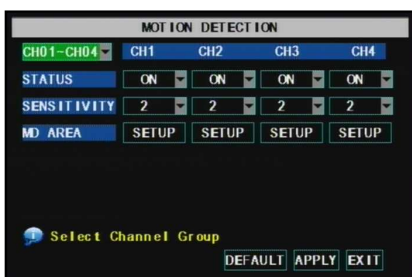 MOTION DETECTION
CH01-CH04 CH1 CH2 CH3 CH4
STATUS ON ON ON ON
SENSITIVITY 2 2 2 2
MD AREA SETUP SETUP SETUP SETUP
Select Channel Group
DEFAULT APPLY EXIT